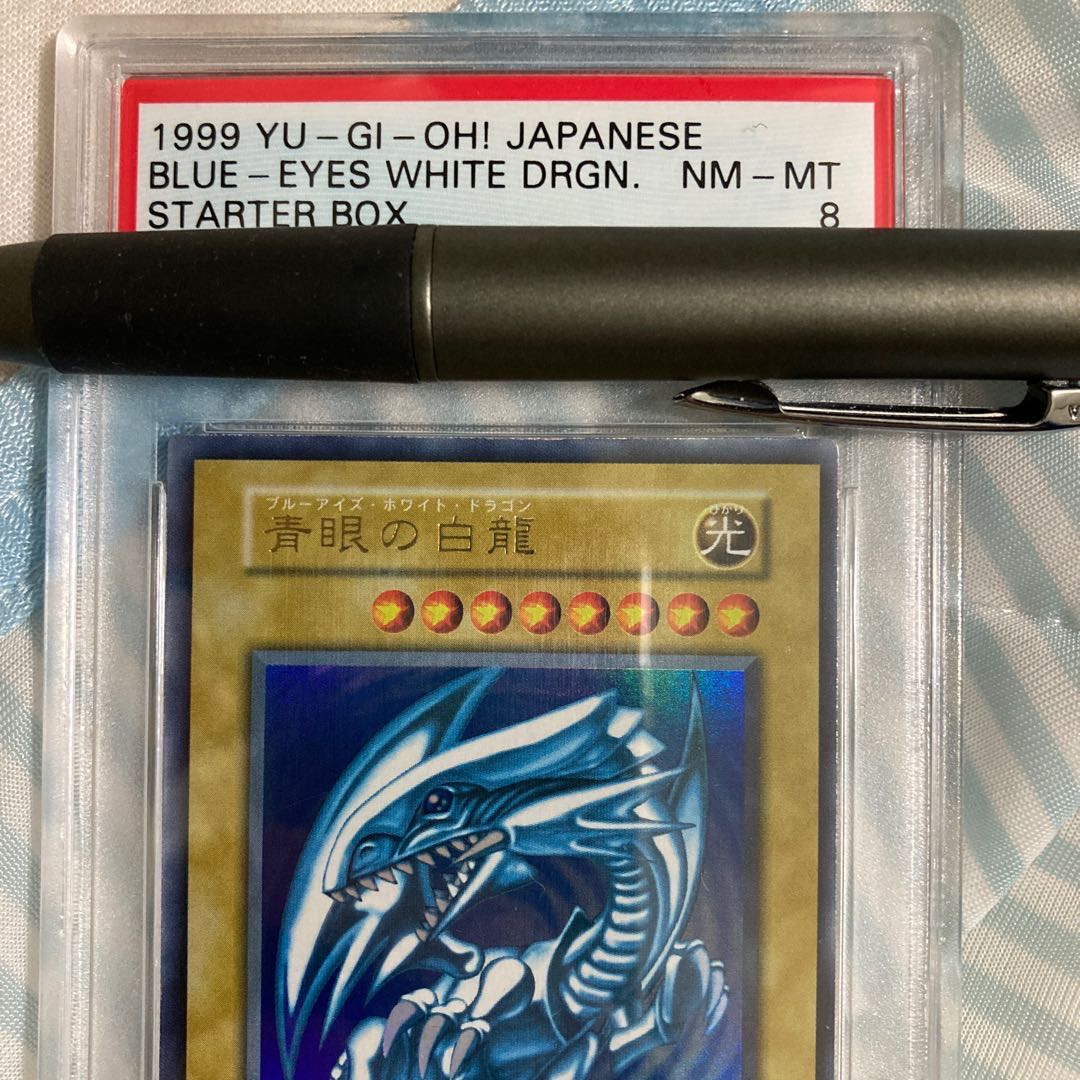 1999 YU-GI-OH! JAPANESE
BLUE-EYES WHITE DRGN. NM-MT
STARTER BOX 8
ブルーアイズ・ホワイト・ドラゴン
青眼の白龍
ひかり
光